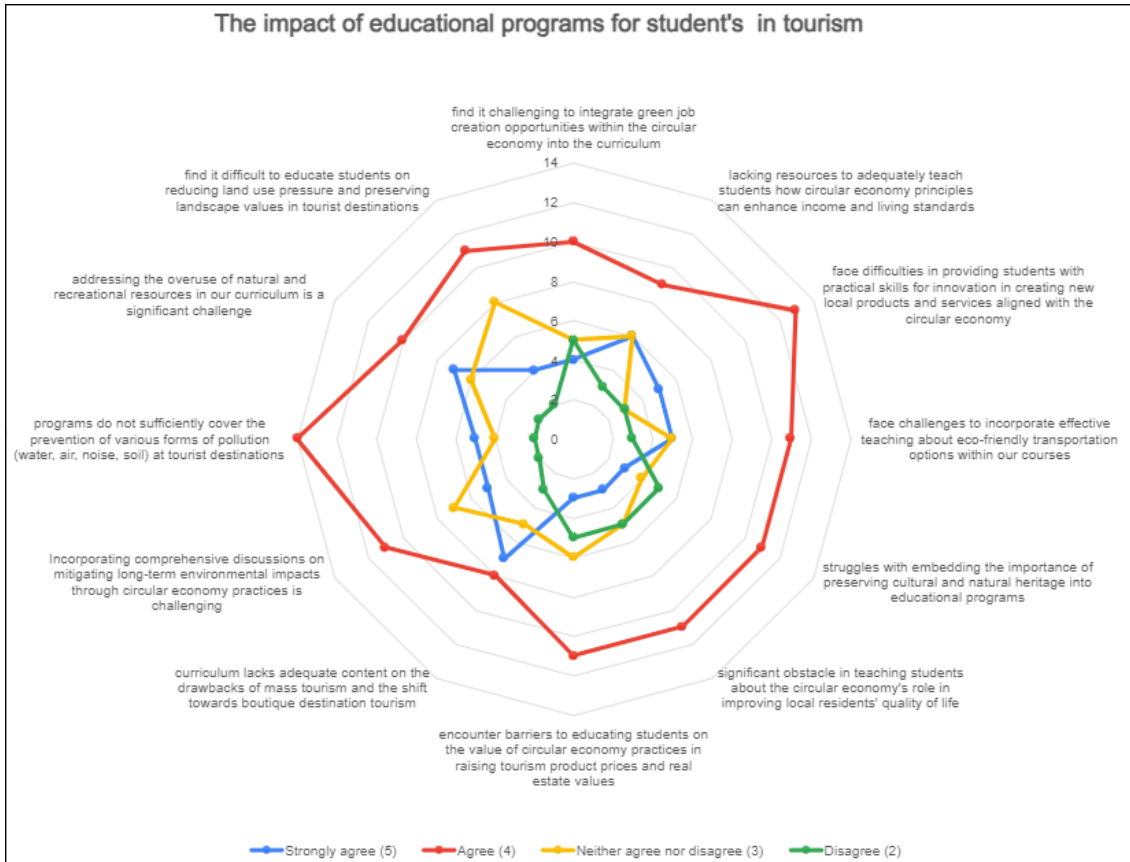 The impact of educational programs for student's in tourism
find it challenging to integrate green job
creation opportunities within the circular
economy into the curriculum
lacking resources to adequately teach
students how circular economy principles
can enhance income and living standards
face difficulties in providing students with
practical skills for innovation in creating new
local products and services aligned with the
circular economy
face challenges to incorporate effective
teaching about eco-friendly transportation
options within our courses
struggles with embedding the importance of
preserving cultural and natural heritage into
educational programs
significant obstacle in teaching students
about the circular economy's role in
improving local residents' quality of life
encounter barriers to educating students on
the value of circular economy practices in
raising tourism product prices and real
estate values
curriculum lacks adequate content on the
drawbacks of mass tourism and the shift
towards boutique destination tourism
Incorporating comprehensive discussions on
mitigating long-term environmental impacts
through circular economy practices is
challenging
programs do not sufficiently cover the
prevention of various forms of pollution
(water, air, noise, soil) at tourist destinations
addressing the overuse of natural and
recreational resources in our curriculum is a
significant challenge
find it difficult to educate students on
reducing land use pressure and preserving
landscape values in tourist destinations
14
12
10
8
6
4
2
0
Strongly agree (5)
Agree (4)
Neither agree nor disagree (3)
Disagree (2)